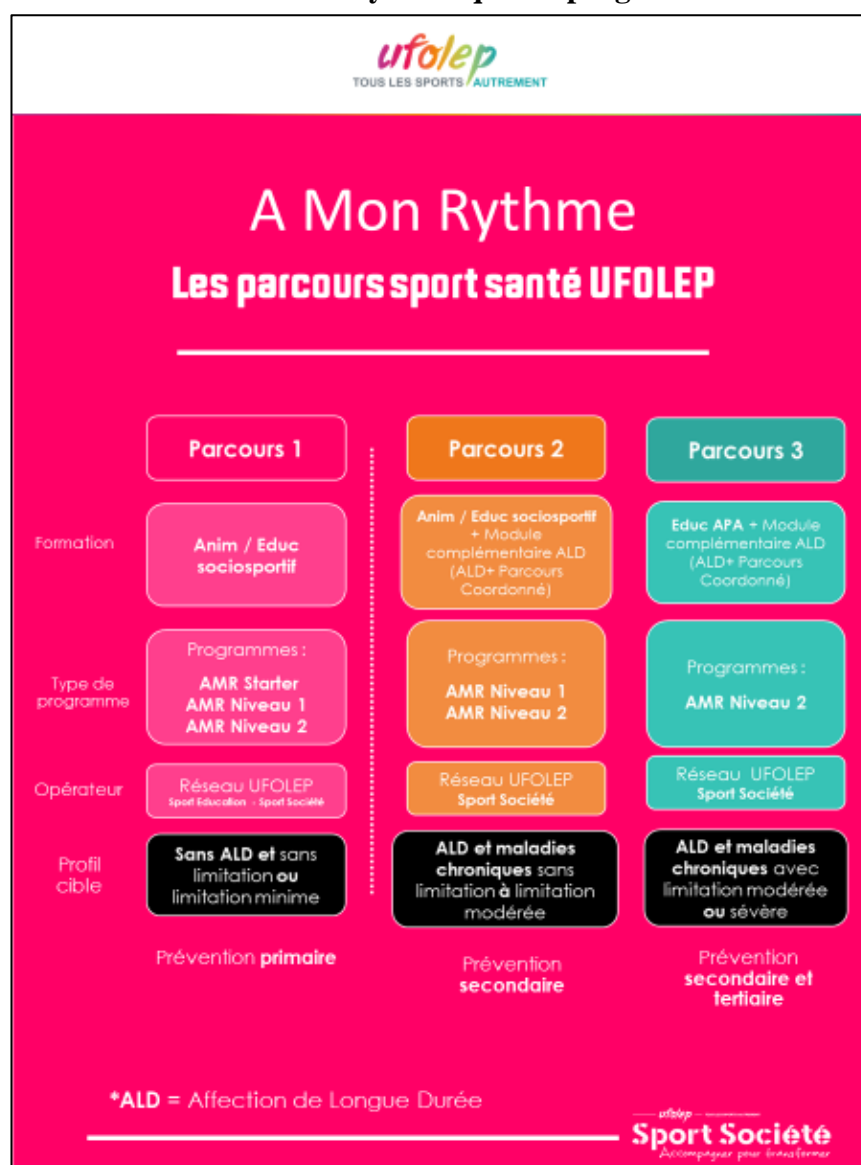 ufolep
TOUS LES SPORTS AUTREMENT
A Mon Rythme
Les parcours sport santé UFOLEP
Parcours 1
Parcours 2
Parcours 3
Formation
Anim / Educ
sociosportif
Anim / Educ sociosportif
+ Module
complémentaire ALD
(ALD+ Parcours
Coordonné)
Educ APA + Module
complémentaire ALD
(ALD+ Parcours
Coordonné)
Type de
programme
Programmes :
AMR Starter
AMR Niveau 1
AMR Niveau 2
Programmes :
AMR Niveau 1
AMR Niveau 2
Programmes :
AMR Niveau 2
Opérateur
Réseau UFOLEP
Sport Education - Sport Société
Réseau UFOLEP
Sport Société
Réseau UFOLEP
Sport Société
Profil
cible
Sans ALD et sans
limitation ou
limitation minime
ALD et maladies
chroniques sans
limitation à limitation
modérée
ALD et maladies
chroniques avec
limitation modérée
ou sévère
Prévention primaire
Prévention
secondaire
Prévention
secondaire et
tertiaire
*ALD = Affection de Longue Durée
ufolep
Sport Société
Accompagner pour transformer